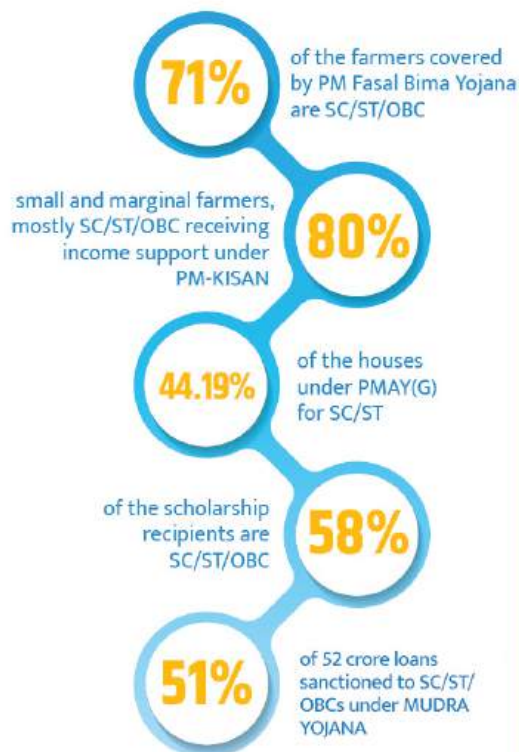 71%
of the farmers covered
by PM Fasal Bima Yojana
are SC/ST/OBC
small and marginal farmers,
mostly SC/ST/OBC receiving
income support under
PM-KISAN
80%
44.19%
of the houses
under PMAY(G)
for SC/ST
of the scholarship
recipients are
SC/ST/OBC
58%
51%
of 52 crore loans
sanctioned to SC/ST/
OBCs under MUDRA
YOJANA